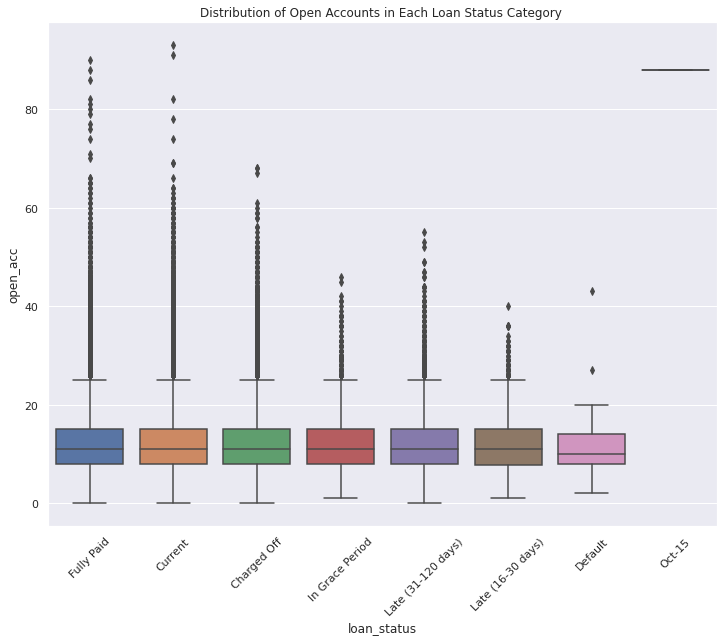 Distribution of Open Accounts in Each Loan Status Category
open_acc
80
60
40
20
0
Fully Paid
Current
Charged Off
In Grace Period
Late (31-120 days)
Late (16-30 days)
Default
Oct-15
loan_status